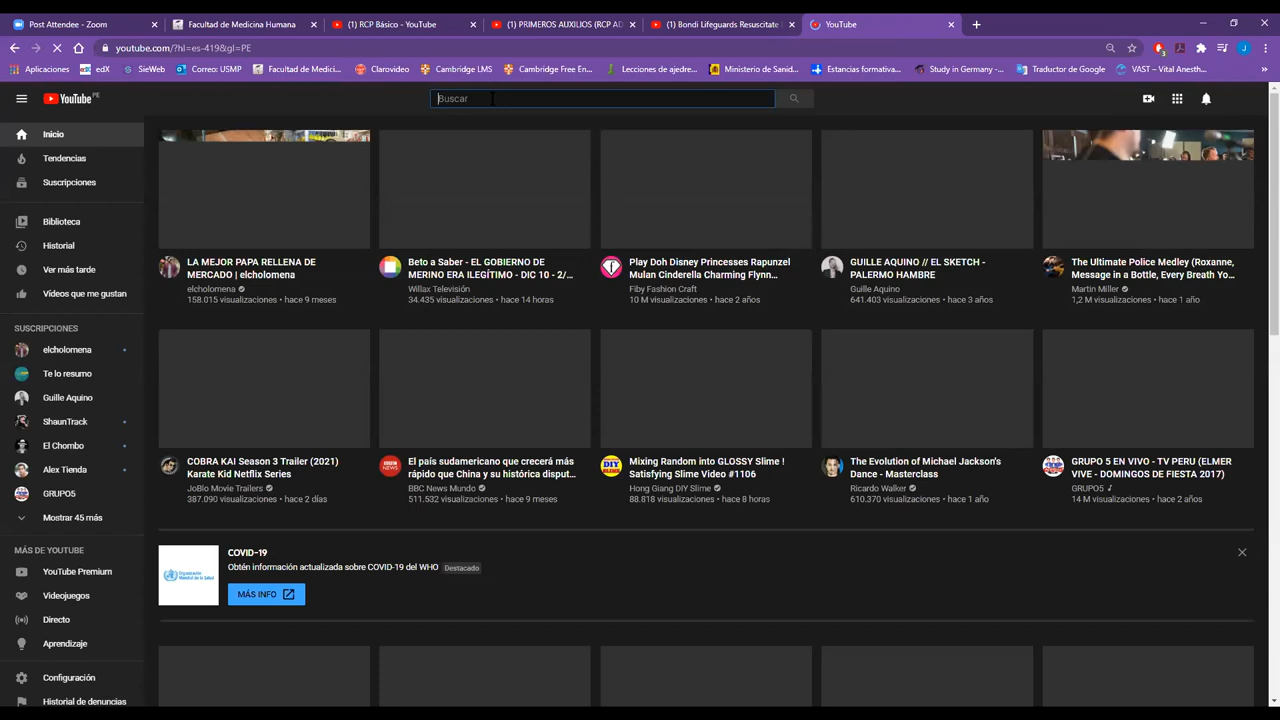 Post Attendee - Zoom
Facultad de Medicina Humana
(1) RCP Básico - YouTube
(1) PRIMEROS AUXILIOS (RCP AD
(1) Bondi Lifeguards Resuscitate
YouTube
youtube.com/?hl=es-419&gl=PE
Aplicaciones
edX
SieWeb
Correo: USMP
Facultad de Medici...
Clarovideo
Cambridge LMS
Cambridge Free En...
Lecciones de ajedre...
Ministerio de Sanid...
Estancias formativa...
Study in Germany -...
Traductor de Google
VAST – Vital Anesth...
YouTube PE
Buscar
Inicio
Tendencias
Suscripciones
Biblioteca
Historial
Ver más tarde
Vídeos que me gustan
SUSCRIPCIONES
elcholomena
Te lo resumo
Guille Aquino
ShaunTrack
El Chombo
Alex Tienda
GRUPO5
Mostrar 45 más
MÁS DE YOUTUBE
YouTube Premium
Videojuegos
Directo
Aprendizaje
Configuración
Historial de denuncias
LA MEJOR PAPA RELLENA DE
MERCADO | elcholomena
elcholomena
158.015 visualizaciones • hace 9 meses
Beto a Saber - EL GOBIERNO DE
MERINO ERA ILEGÍTIMO - DIC 10 - 2/...
Willax Televisión
34.435 visualizaciones • hace 14 horas
Play Doh Disney Princesses Rapunzel
Mulan Cinderella Charming Flynn...
Fiby Fashion Craft
10 M visualizaciones • hace 2 años
GUILLE AQUINO // EL SKETCH -
PALERMO HAMBRE
Guille Aquino
641.403 visualizaciones • hace 3 años
The Ultimate Police Medley (Roxanne,
Message in a Bottle, Every Breath Yo...
Martin Miller
1,2 M visualizaciones • hace 1 año
COBRA KAI Season 3 Trailer (2021)
Karate Kid Netflix Series
JoBlo Movie Trailers
387.090 visualizaciones • hace 2 días
El país sudamericano que crecerá más
rápido que China y su histórica disput...
BBC News Mundo
511.532 visualizaciones • hace 9 meses
Mixing Random into GLOSSY Slime !
Satisfying Slime Video #1106
Hong Giang DIY Slime
88.818 visualizaciones • hace 8 horas
The Evolution of Michael Jackson's
Dance - Masterclass
Ricardo Walker
610.370 visualizaciones • hace 1 año
GRUPO 5 EN VIVO - TV PERU (ELMER
VIVE - DOMINGOS DE FIESTA 2017)
GRUPO5
14 M visualizaciones • hace 2 años
COVID-19
Obtén información actualizada sobre COVID-19 del WHO Destacado
MÁS INFO